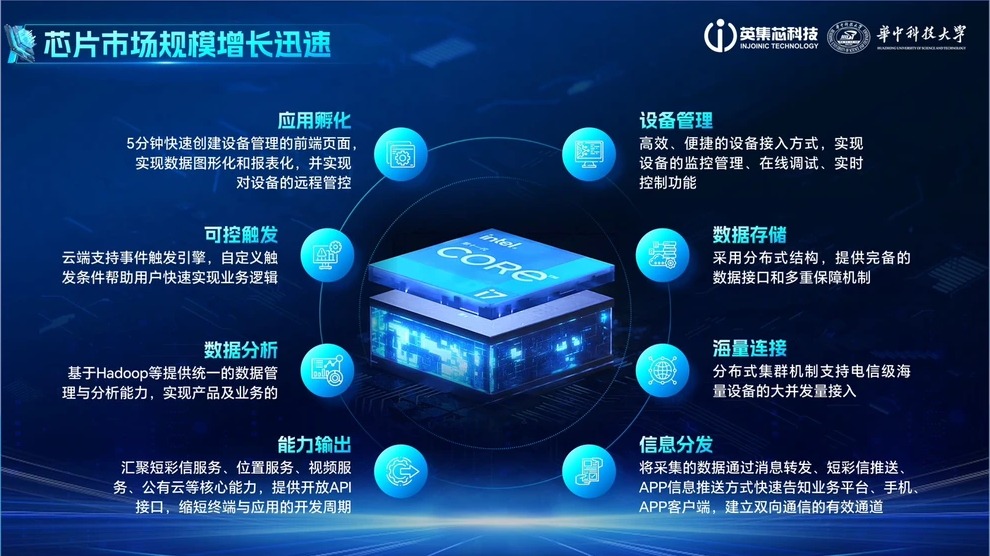 芯片市场规模增长迅速
英集芯科技
INJOINIC TECHNOLOGY
华中科技大学
HUAZHONG UNIVERSITY OF SCIENCE AND TECHNOLOGY
应用孵化
5分钟快速创建设备管理的前端页面，
实现数据图形化和报表化，并实现
对设备的远程管控
可控触发
云端支持事件触发引擎，自定义触
发条件帮助用户快速实现业务逻辑
数据分析
基于Hadoop等提供统一的数据管
理与分析能力，实现产品及业务的
能力输出
汇聚短彩信服务、位置服务、视频服
务、公有云等核心能力，提供开放API
接口，缩短终端与应用的开发周期
intel.
第十一代
CORE
i7
设备管理
高效、便捷的设备接入方式，实现
设备的监控管理、在线调试、实时
控制功能
数据存储
采用分布式结构，提供完备的
数据接口和多重保障机制
海量连接
分布式集群机制支持电信级海
量设备的大并发量接入
信息分发
将采集的数据通过消息转发、短彩信推送、
APP信息推送方式快速告知业务平台、手机、
APP客户端，建立双向通信的有效通道